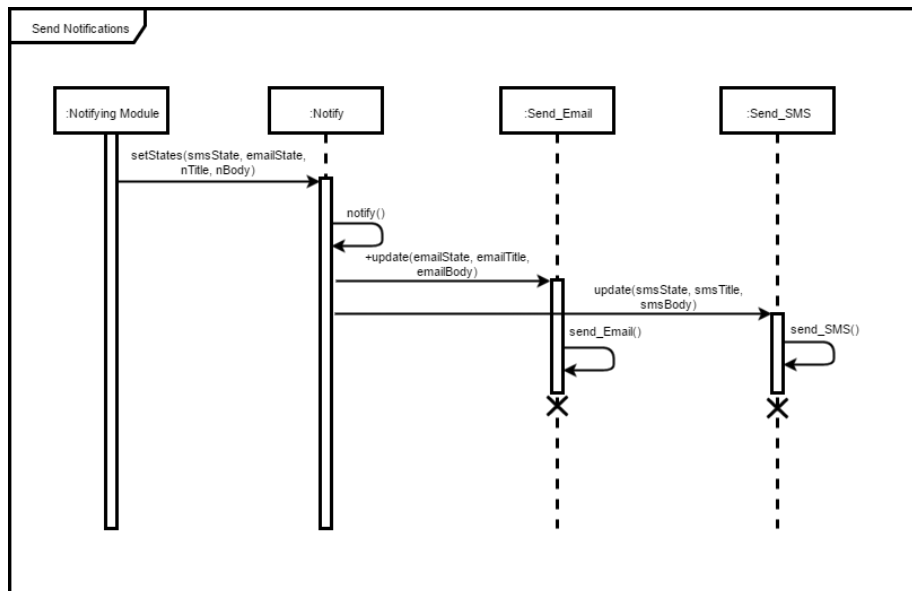 Send Notifications
:Notifying Module
:Notify
:Send_Email
:Send_SMS
setStates(smsState, emailState,
nTitle, nBody)
notify()
+update(emailState, emailTitle,
emailBody)
update(smsState, smsTitle,
smsBody)
send_Email()
send_SMS()